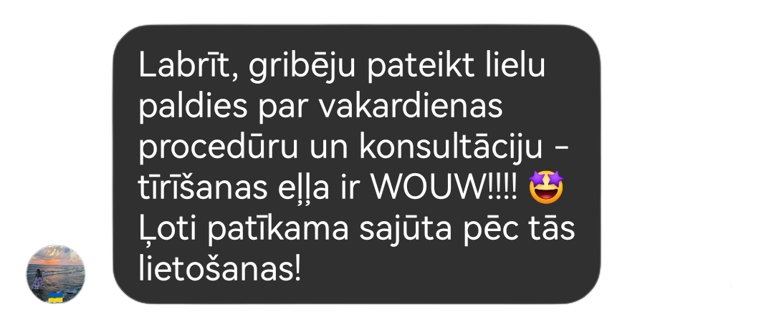 Labrīt, gribēju pateikt lielu
paldies par vakardienas
procedūru un konsultāciju -
tīrīšanas eļļa ir WOUW!!!! 🤩
Ļoti patīkama sajūta pēc tās
lietošanas!